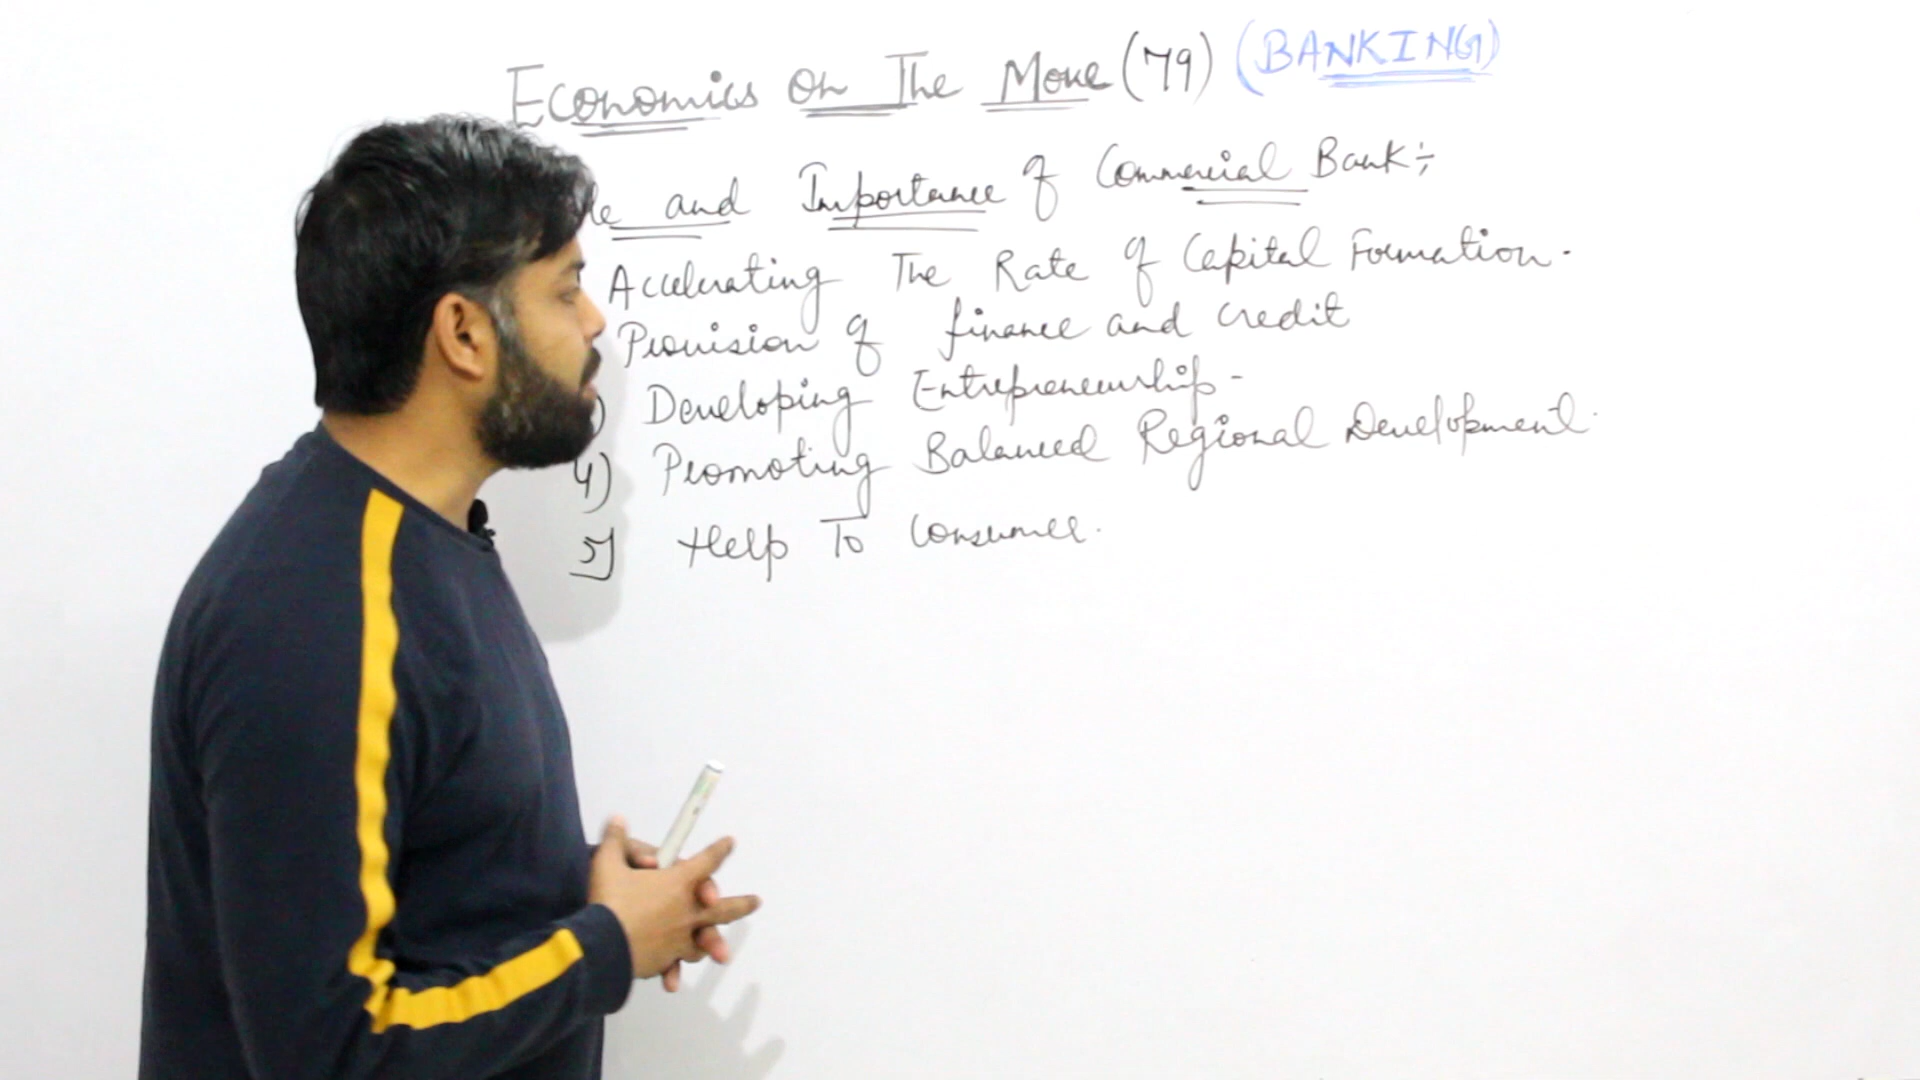 Economics On The Move (79) (BANKING)
le and Importance of Commercial Bank:-
Accelerating The Rate of Capital Formation.
Provision of finance and credit
) Developing Entrepreneurship-
4) Promoting Balanced Regional Development.
5) Help To Consumer.